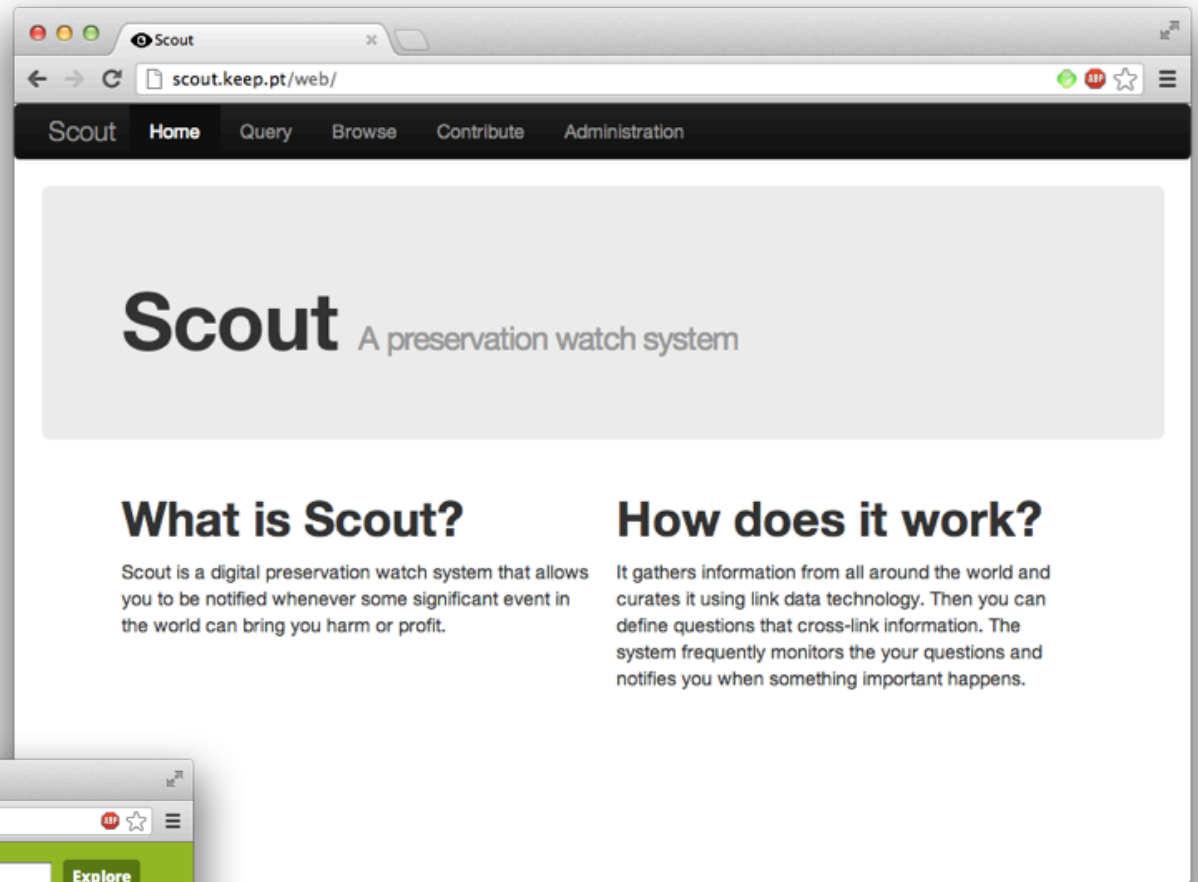 Scout
scout.keep.pt/web/
ABP
Scout Home Query Browse Contribute Administration
Scout A preservation watch system
What is Scout?
Scout is a digital preservation watch system that allows
you to be notified whenever some significant event in
the world can bring you harm or profit.
How does it work?
It gathers information from all around the world and
curates it using link data technology. Then you can
define questions that cross-link information. The
system frequently monitors the your questions and
notifies you when something important happens.
ABP
Explore